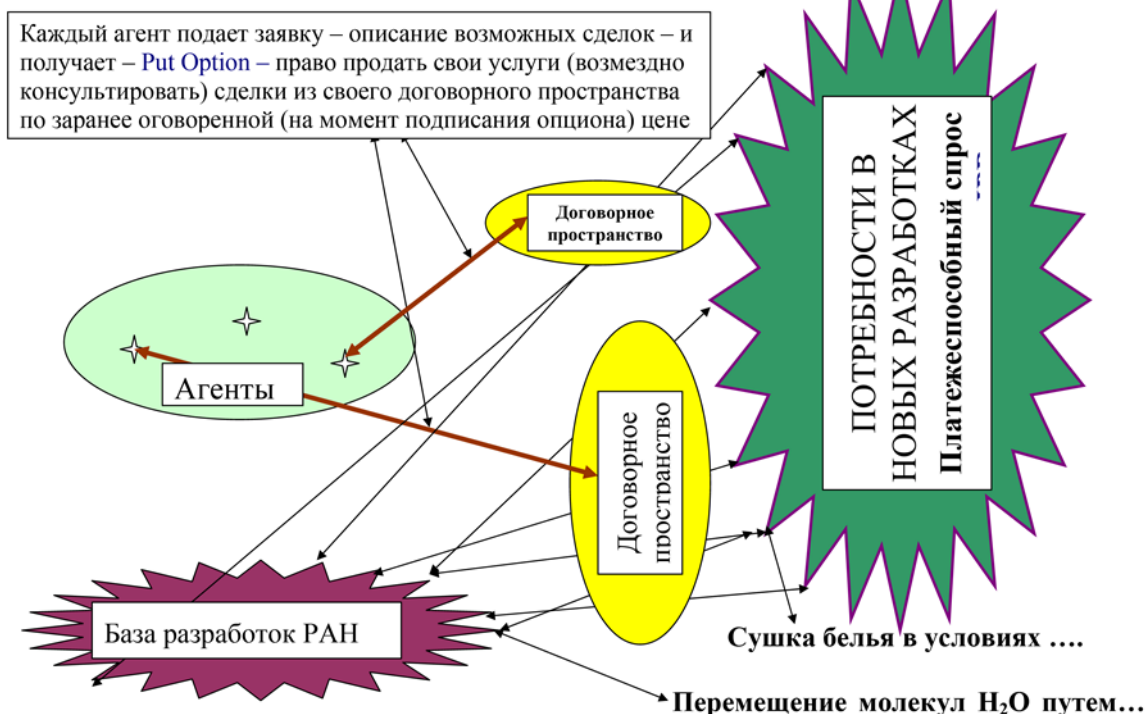 Каждый агент подает заявку – описание возможных сделок – и
получает – Put Option – право продать свои услуги (возмездно
консультировать) сделки из своего договорного пространства
по заранее оговоренной (на момент подписания опциона) цене
Договорное
пространство
Агенты
Договорное
пространство
ПОТРЕБНОСТИ В
НОВЫХ РАЗРАБОТКАХ
Платежеспособный спрос
База разработок РАН
Сушка белья в условиях ….
Перемещение молекул H₂O путем…